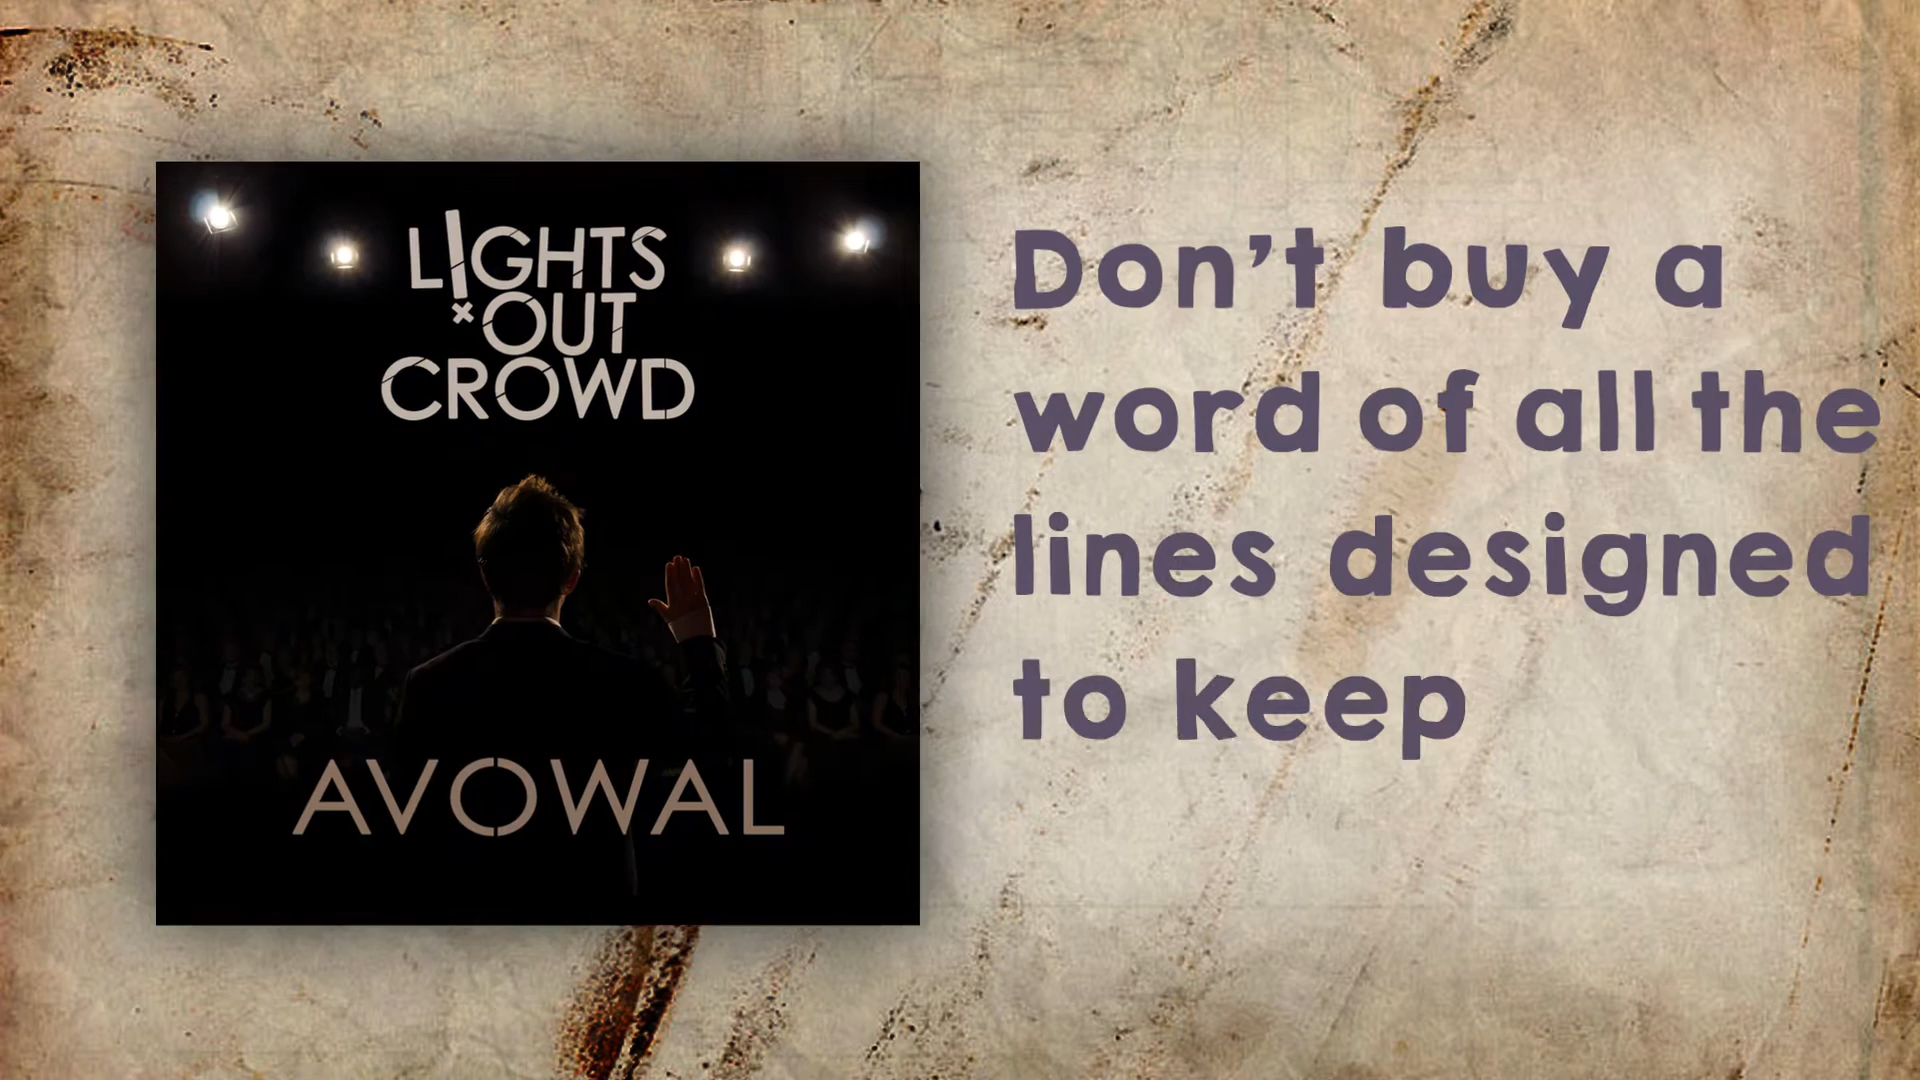 LIGHTS
OUT
CROWD
AVOWAL
Don't buy a
word of all the
lines designed
to keep